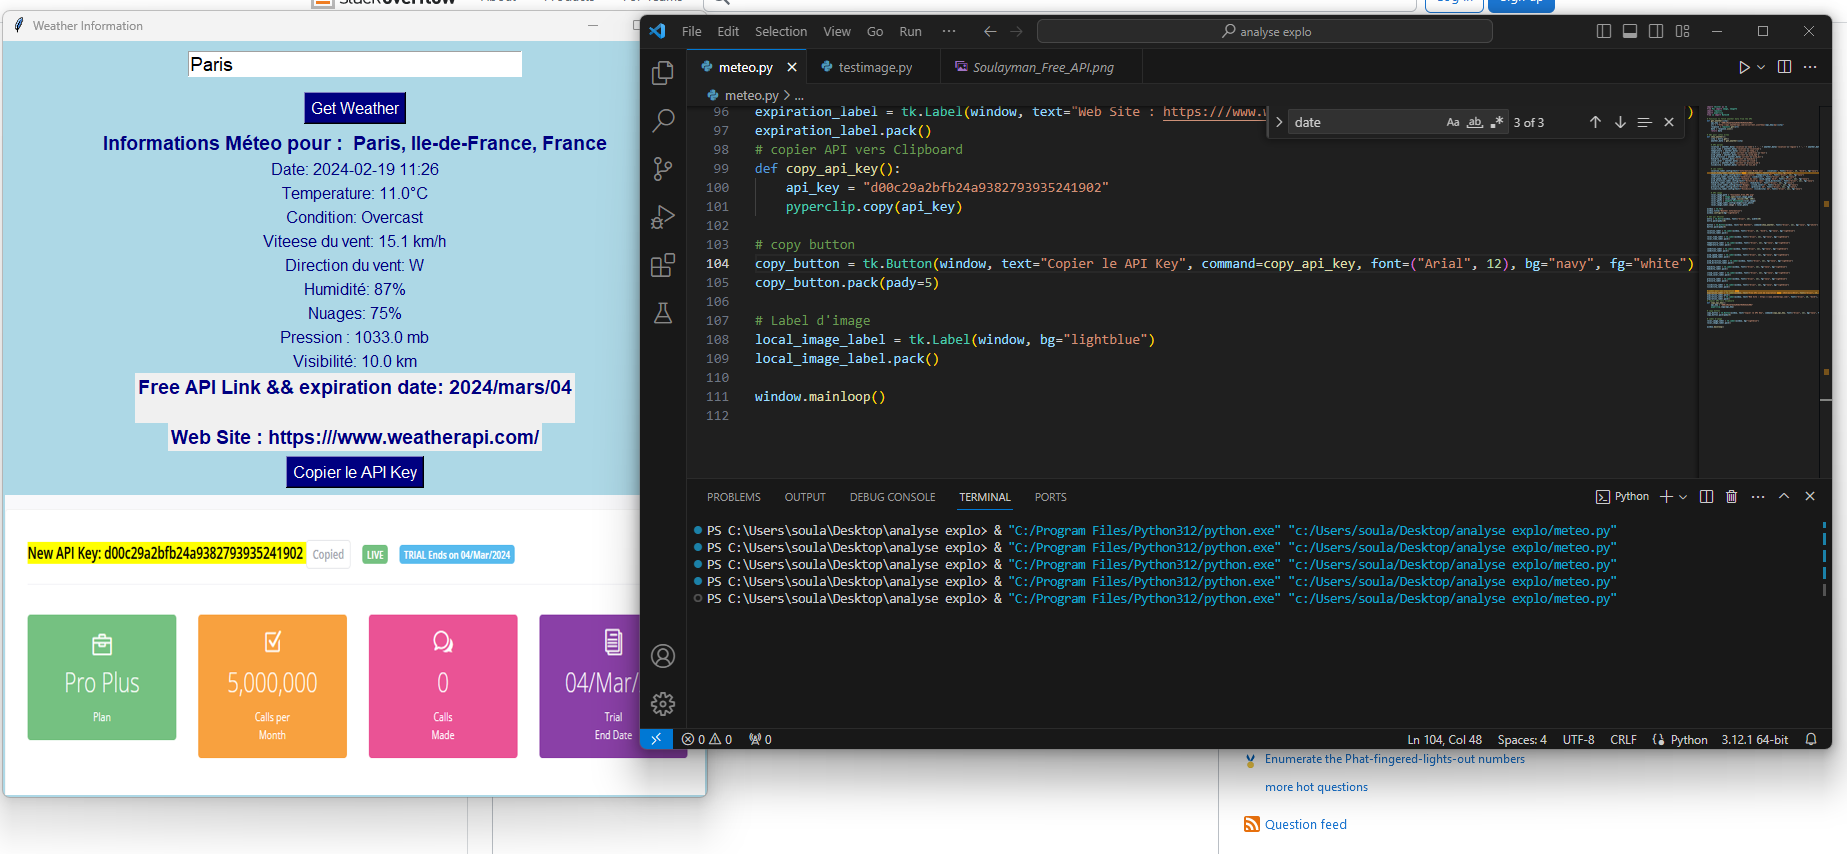 stackoverflow About Products For Teams Log in Sign up
Weather Information
Paris
Get Weather
Informations Méteo pour : Paris, Ile-de-France, France
Date: 2024-02-19 11:26
Temperature: 11.0°C
Condition: Overcast
Viteese du vent: 15.1 km/h
Direction du vent: W
Humidité: 87%
Nuages: 75%
Pression : 1033.0 mb
Visibilité: 10.0 km
Free API Link && expiration date: 2024/mars/04
Web Site : https:///www.weatherapi.com/
Copier le API Key
New API Key: d00c29a2bfb24a9382793935241902 Copied LIVE TRIAL Ends on 04/Mar/2024
Pro Plus
Plan
5,000,000
Calls per
Month
0
Calls
Made
04/Mar/
Trial
End Date
File Edit Selection View Go Run ··· analyse explo
meteo.py testimage.py Soulayman_Free_API.png
meteo.py > ...
date Aa ab .* 3 of 3
96 expiration_label = tk.Label(window, text="Web Site : https:///www. )
97 expiration_label.pack()
98 # copier API vers Clipboard
99 def copy_api_key():
100 api_key = "d00c29a2bfb24a9382793935241902"
101 pyperclip.copy(api_key)
102
103 # copy button
104 copy_button = tk.Button(window, text="Copier le API Key", command=copy_api_key, font=("Arial", 12), bg="navy", fg="white")
105 copy_button.pack(pady=5)
106
107 # Label d'image
108 local_image_label = tk.Label(window, bg="lightblue")
109 local_image_label.pack()
110
111 window.mainloop()
112
PROBLEMS OUTPUT DEBUG CONSOLE TERMINAL PORTS Python
PS C:\Users\soula\Desktop\analyse explo> & "C:/Program Files/Python312/python.exe" "c:/Users/soula/Desktop/analyse explo/meteo.py"
PS C:\Users\soula\Desktop\analyse explo> & "C:/Program Files/Python312/python.exe" "c:/Users/soula/Desktop/analyse explo/meteo.py"
PS C:\Users\soula\Desktop\analyse explo> & "C:/Program Files/Python312/python.exe" "c:/Users/soula/Desktop/analyse explo/meteo.py"
PS C:\Users\soula\Desktop\analyse explo> & "C:/Program Files/Python312/python.exe" "c:/Users/soula/Desktop/analyse explo/meteo.py"
PS C:\Users\soula\Desktop\analyse explo> & "C:/Program Files/Python312/python.exe" "c:/Users/soula/Desktop/analyse explo/meteo.py"
0 0 0 Ln 104, Col 48 Spaces: 4 UTF-8 CRLF Python 3.12.1 64-bit
Enumerate the Phat-fingered-lights-out numbers
more hot questions
Question feed